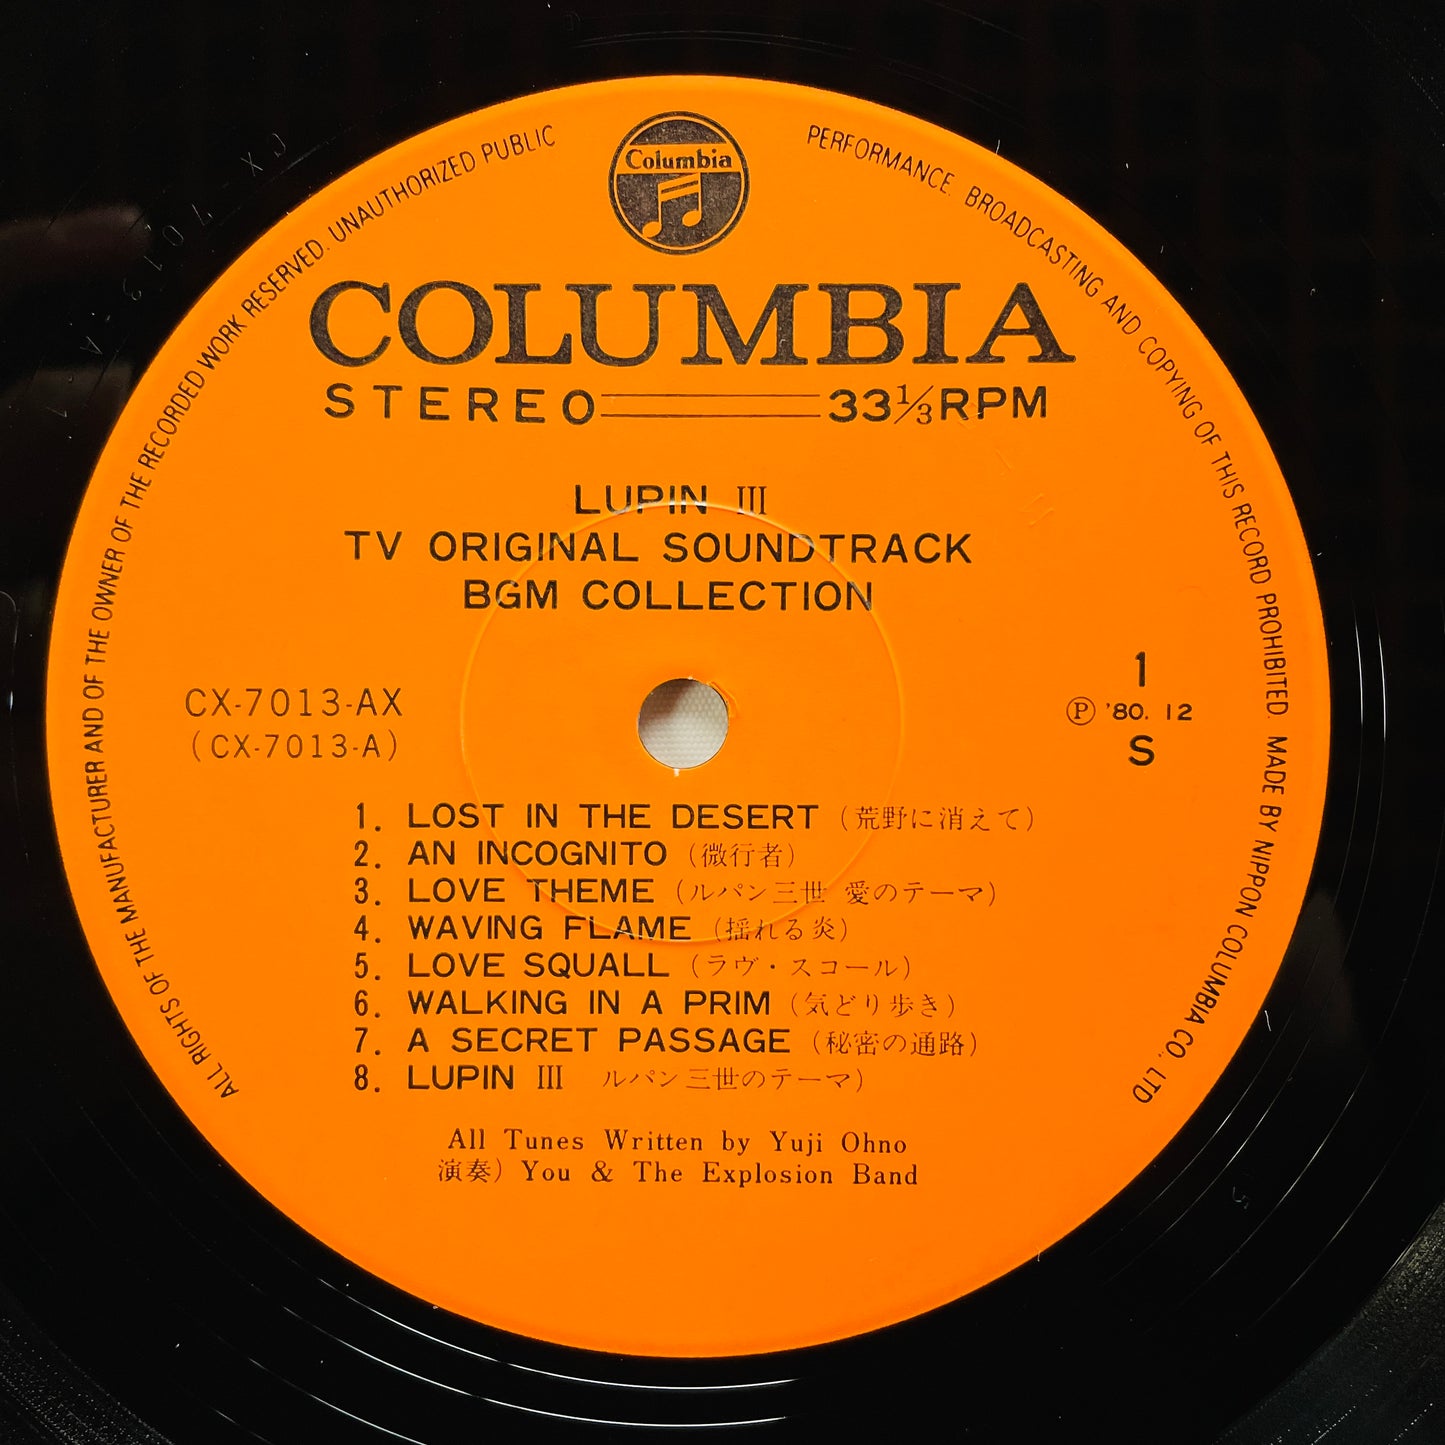 Columbia
COLUMBIA
STEREO 33 1/3 RPM
LUPIN III
TV ORIGINAL SOUNDTRACK
BGM COLLECTION
CX-7013-AX
(CX-7013-A)
1
Ⓟ '80. 12
S
1. LOST IN THE DESERT (荒野に消えて)
2. AN INCOGNITO (微行者)
3. LOVE THEME (ルパン三世 愛のテーマ)
4. WAVING FLAME (揺れる炎)
5. LOVE SQUALL (ラヴ・スコール)
6. WALKING IN A PRIM (気どり歩き)
7. A SECRET PASSAGE (秘密の通路)
8. LUPIN III ルパン三世のテーマ)
All Tunes Written by Yuji Ohno
演奏) You & The Explosion Band
ALL RIGHTS OF THE MANUFACTURER AND OF THE OWNER OF THE RECORDED WORK RESERVED. UNAUTHORIZED PUBLIC PERFORMANCE. BROADCASTING AND COPYING OF THIS RECORD PROHIBITED. MADE BY NIPPON COLUMBIA CO., LTD